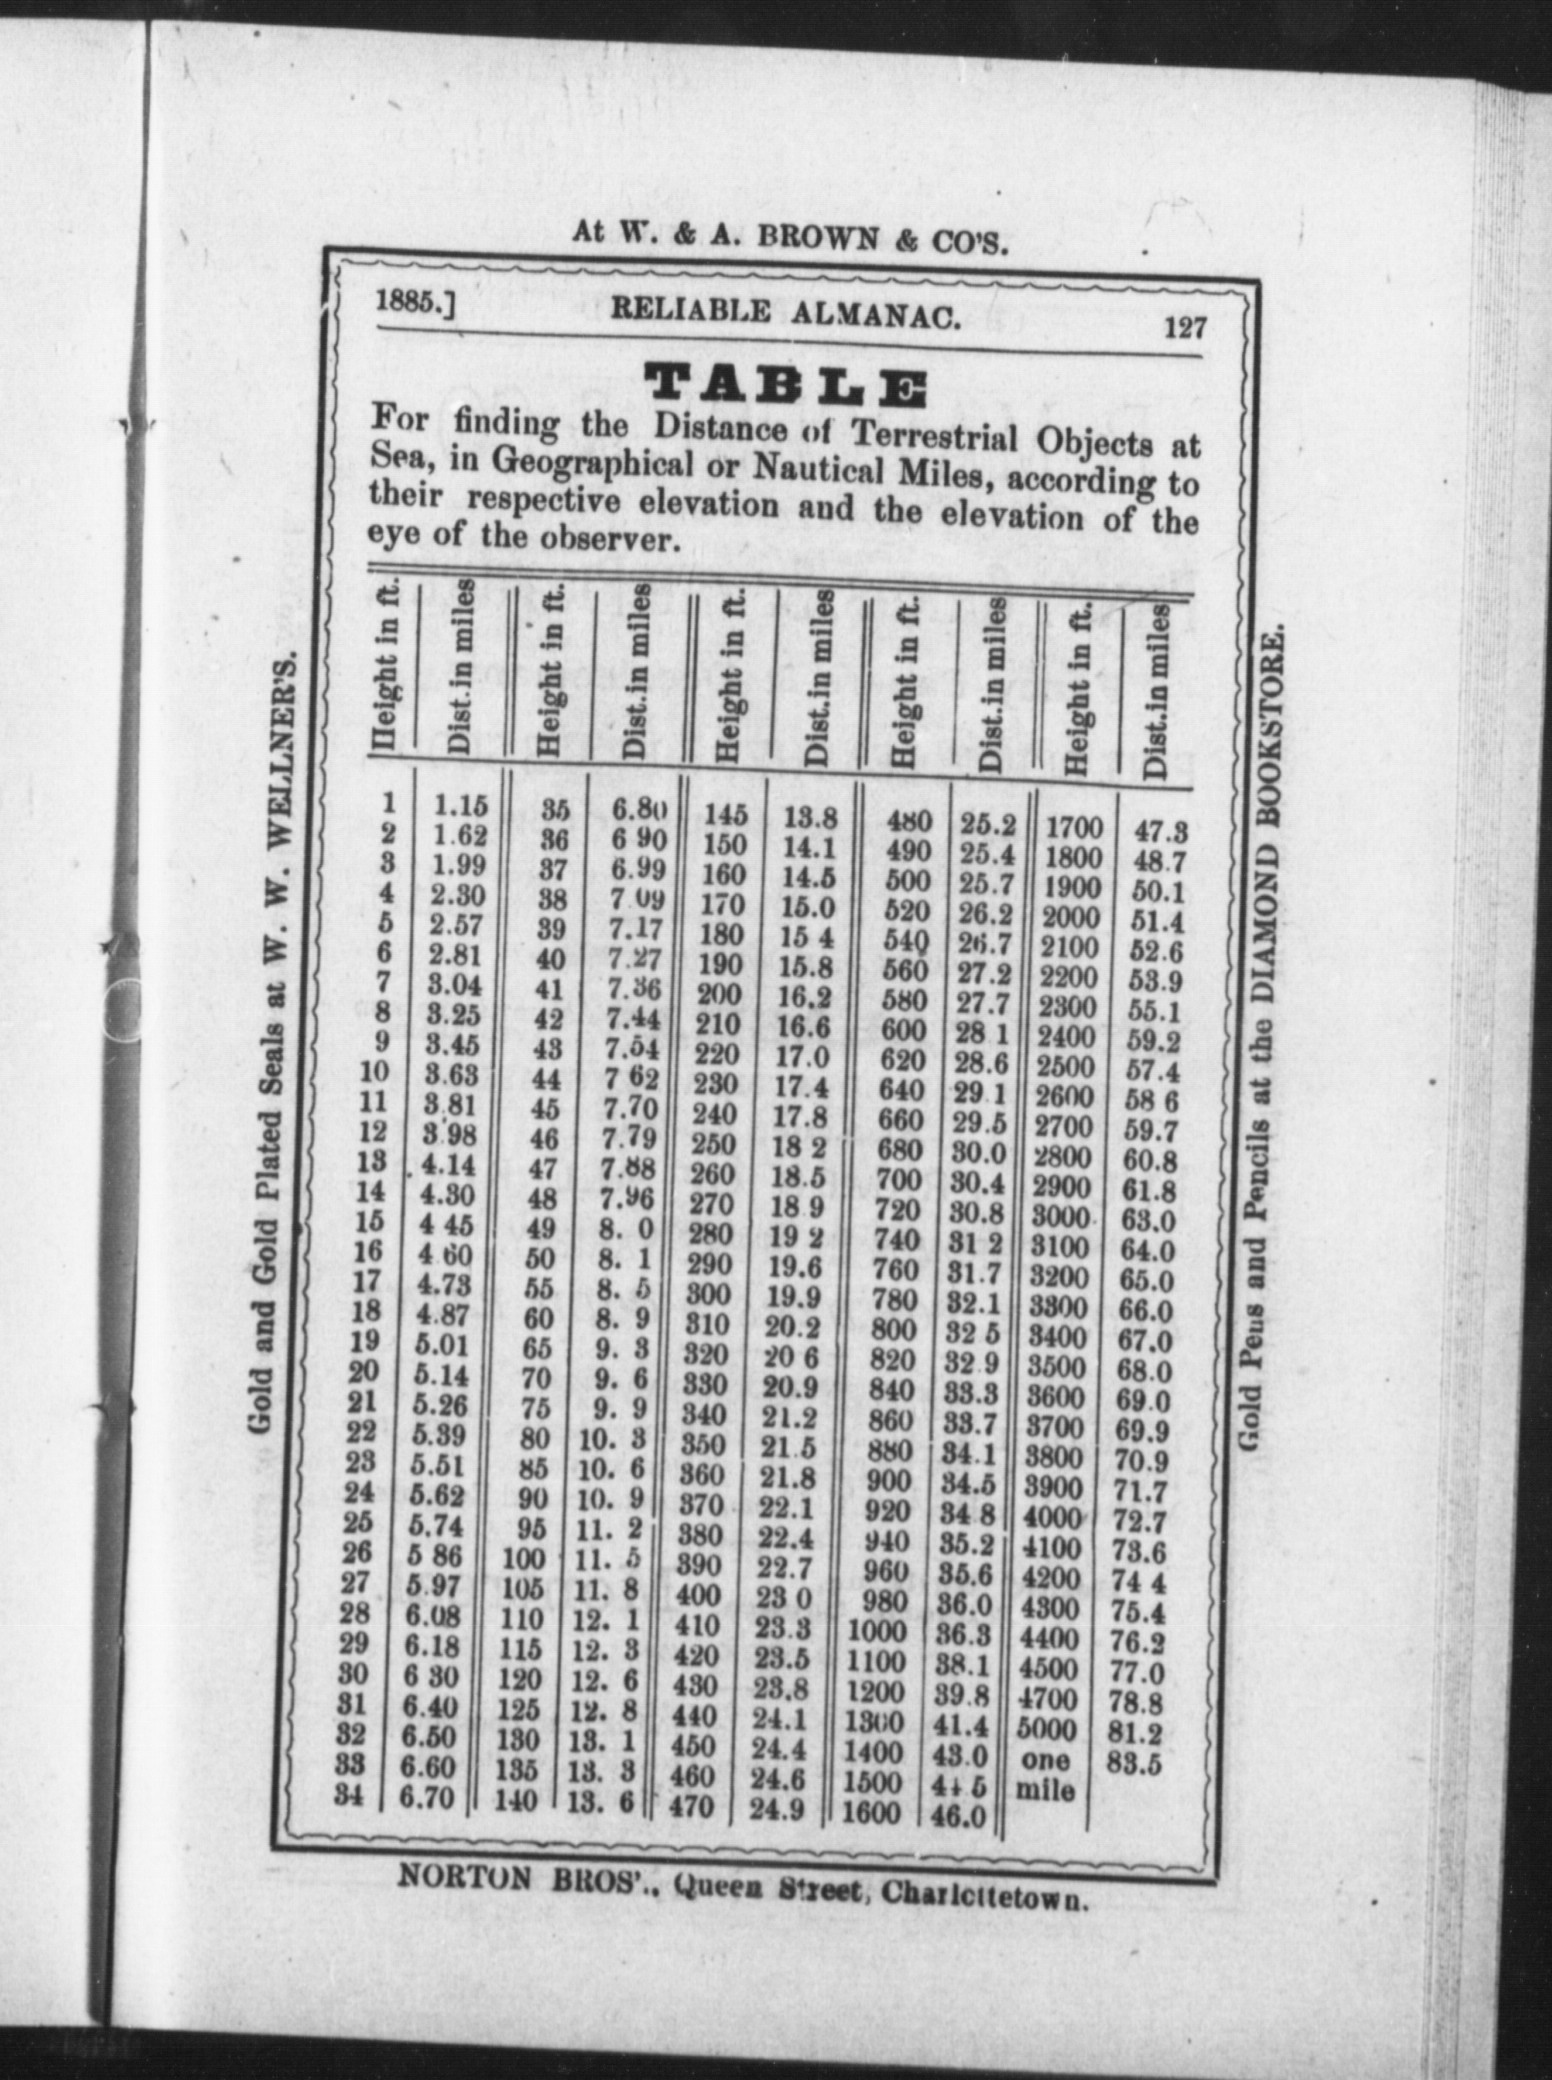 At W. & A. BROWN & CO'S.
1885.] RELIABLE ALMANAC. 127
TABLE
For finding the Distance of Terrestrial Objects at
Sea, in Geographical or Nautical Miles, according to
their respective elevation and the elevation of the
eye of the observer.
Height in ft. Dist.in miles Height in ft. Dist.in miles Height in ft. Dist.in miles Height in ft. Dist.in miles Height in ft. Dist.in miles
1 1.15 35 6.80 145 13.8 480 25.2 1700 47.3
2 1.62 36 6 90 150 14.1 490 25.4 1800 48.7
3 1.99 37 6.99 160 14.5 500 25.7 1900 50.1
4 2.30 38 7 09 170 15.0 520 26.2 2000 51.4
5 2.57 39 7.17 180 15 4 540 26.7 2100 52.6
6 2.81 40 7.27 190 15.8 560 27.2 2200 53.9
7 3.04 41 7.36 200 16.2 580 27.7 2300 55.1
8 3.25 42 7.44 210 16.6 600 28 1 2400 59.2
9 3.45 43 7.54 220 17.0 620 28.6 2500 57.4
10 3.63 44 7 62 230 17.4 640 29.1 2600 58 6
11 3.81 45 7.70 240 17.8 660 29.5 2700 59.7
12 3.98 46 7.79 250 18 2 680 30.0 2800 60.8
13 4.14 47 7.88 260 18.5 700 30.4 2900 61.8
14 4.30 48 7.96 270 18.9 720 30.8 3000 63.0
15 4 45 49 8. 0 280 19 2 740 31 2 3100 64.0
16 4 60 50 8. 1 290 19.6 760 31.7 3200 65.0
17 4.73 55 8. 5 300 19.9 780 32.1 3300 66.0
18 4.87 60 8. 9 310 20.2 800 32 5 3400 67.0
19 5.01 65 9. 3 320 20 6 820 32.9 3500 68.0
20 5.14 70 9. 6 330 20.9 840 33.3 3600 69.0
21 5.26 75 9. 9 340 21.2 860 33.7 3700 69.9
22 5.39 80 10. 3 350 21.5 880 34.1 3800 70.9
23 5.51 85 10. 6 360 21.8 900 34.5 3900 71.7
24 5.62 90 10. 9 370 22.1 920 34 8 4000 72.7
25 5.74 95 11. 2 380 22.4 940 35.2 4100 73.6
26 5 86 100 11. 5 390 22.7 960 35.6 4200 74 4
27 5.97 105 11. 8 400 23 0 980 36.0 4300 75.4
28 6.08 110 12. 1 410 23.3 1000 36.3 4400 76.2
29 6.18 115 12. 3 420 23.5 1100 38.1 4500 77.0
30 6 30 120 12. 6 430 23.8 1200 39.8 4700 78.8
31 6.40 125 12. 8 440 24.1 1300 41.4 5000 81.2
32 6.50 130 13. 1 450 24.4 1400 43.0 one 83.5
33 6.60 135 13. 3 460 24.6 1500 44 5 mile
34 6.70 140 13. 6 470 24.9 1600 46.0
NORTON BROS'., Queen Street, Charlottetown.
Gold and Gold Plated Seals at W. W. WELLNER'S.
Gold Pens and Pencils at the DIAMOND BOOKSTORE.